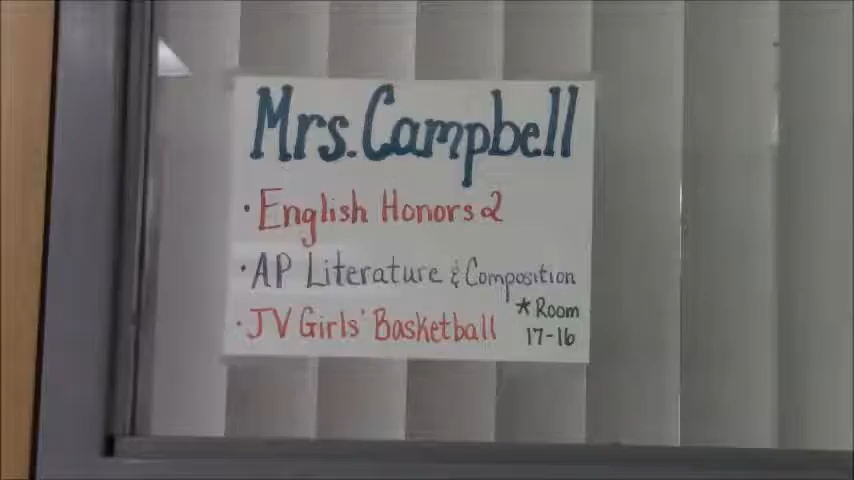 Mrs. Campbell
· English Honors 2
· AP Literature & Composition
· JV Girls' Basketball
* Room
17-16